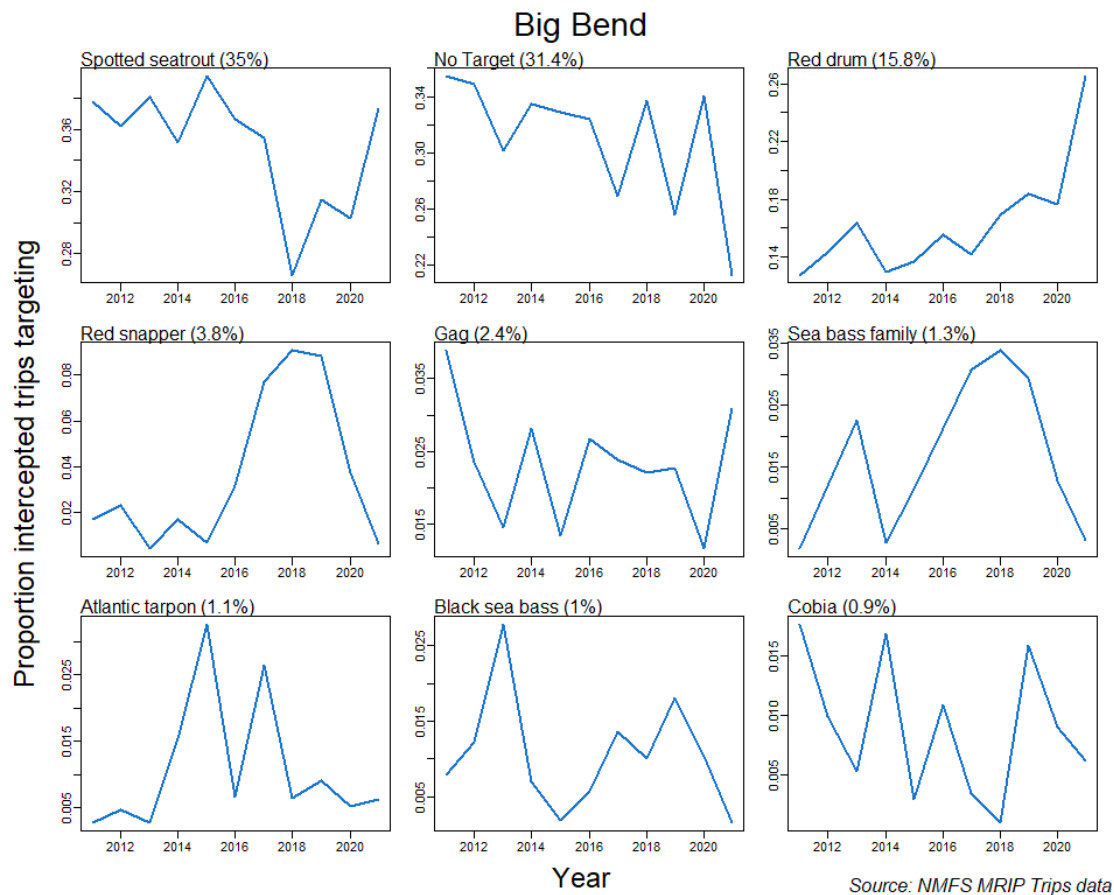 Big Bend
Proportion intercepted trips targeting
Spotted seatrout (35%)
0.28 0.32 0.36
2012 2014 2016 2018 2020
No Target (31.4%)
0.22 0.26 0.30 0.34
2012 2014 2016 2018 2020
Red drum (15.8%)
0.14 0.18 0.22 0.26
2012 2014 2016 2018 2020
Red snapper (3.8%)
0.02 0.04 0.06 0.08
2012 2014 2016 2018 2020
Gag (2.4%)
0.015 0.025 0.035
2012 2014 2016 2018 2020
Sea bass family (1.3%)
0.005 0.015 0.025 0.035
2012 2014 2016 2018 2020
Atlantic tarpon (1.1%)
0.005 0.015 0.025
2012 2014 2016 2018 2020
Black sea bass (1%)
0.005 0.015 0.025
2012 2014 2016 2018 2020
Cobia (0.9%)
0.005 0.010 0.015
2012 2014 2016 2018 2020
Year
Source: NMFS MRIP Trips data